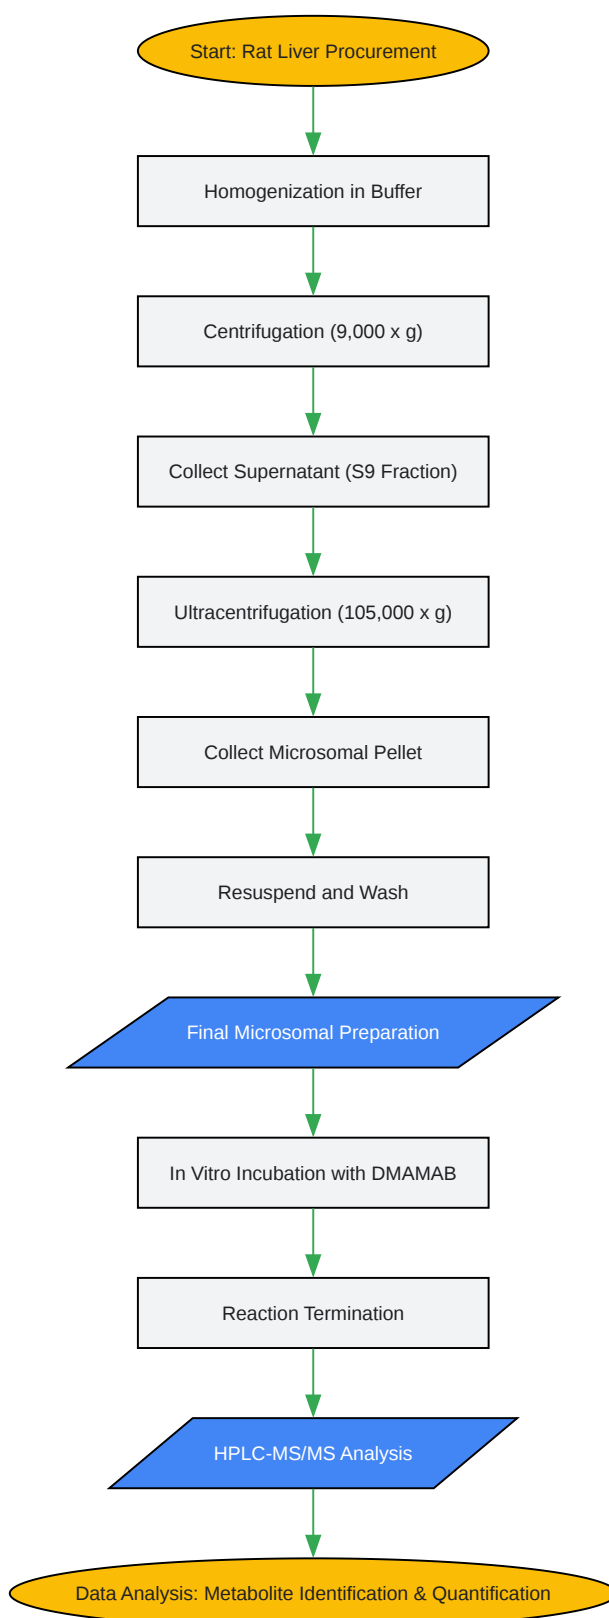 Start: Rat Liver Procurement
Homogenization in Buffer
Centrifugation (9,000 x g)
Collect Supernatant (S9 Fraction)
Ultracentrifugation (105,000 x g)
Collect Microsomal Pellet
Resuspend and Wash
Final Microsomal Preparation
In Vitro Incubation with DMAMAB
Reaction Termination
HPLC-MS/MS Analysis
Data Analysis: Metabolite Identification & Quantification